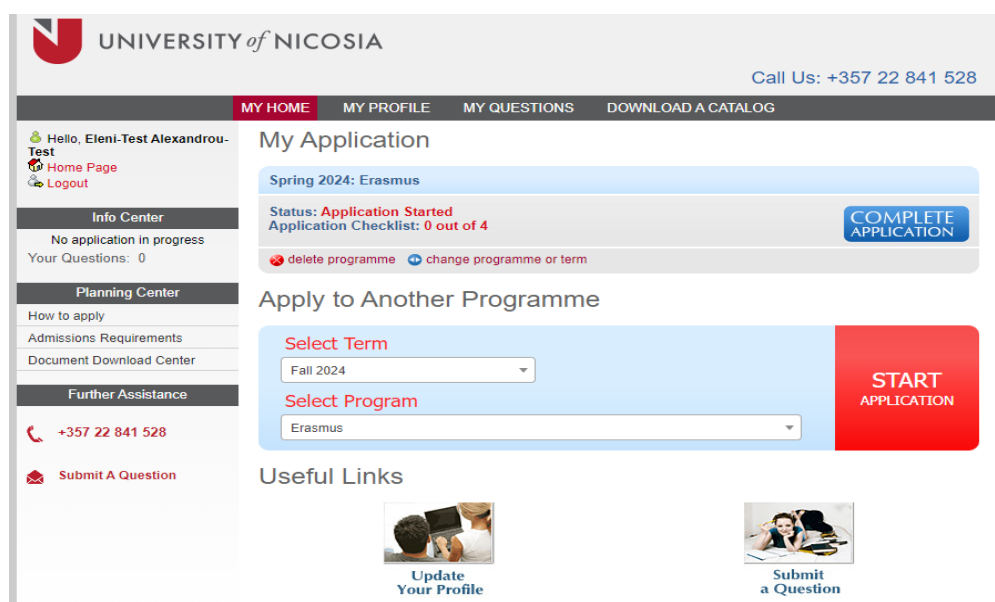 UNIVERSITY of NICOSIA
Call Us: +357 22 841 528
MY HOME MY PROFILE MY QUESTIONS DOWNLOAD A CATALOG
Hello, Eleni-Test Alexandrou-
Test
Home Page
Logout
Info Center
No application in progress
Your Questions: 0
Planning Center
How to apply
Admissions Requirements
Document Download Center
Further Assistance
+357 22 841 528
Submit A Question
My Application
Spring 2024: Erasmus
Status: Application Started
Application Checklist: 0 out of 4
COMPLETE
APPLICATION
delete programme change programme or term
Apply to Another Programme
Select Term
Fall 2024
Select Program
Erasmus
START
APPLICATION
Useful Links
Update
Your Profile
Submit
a Question